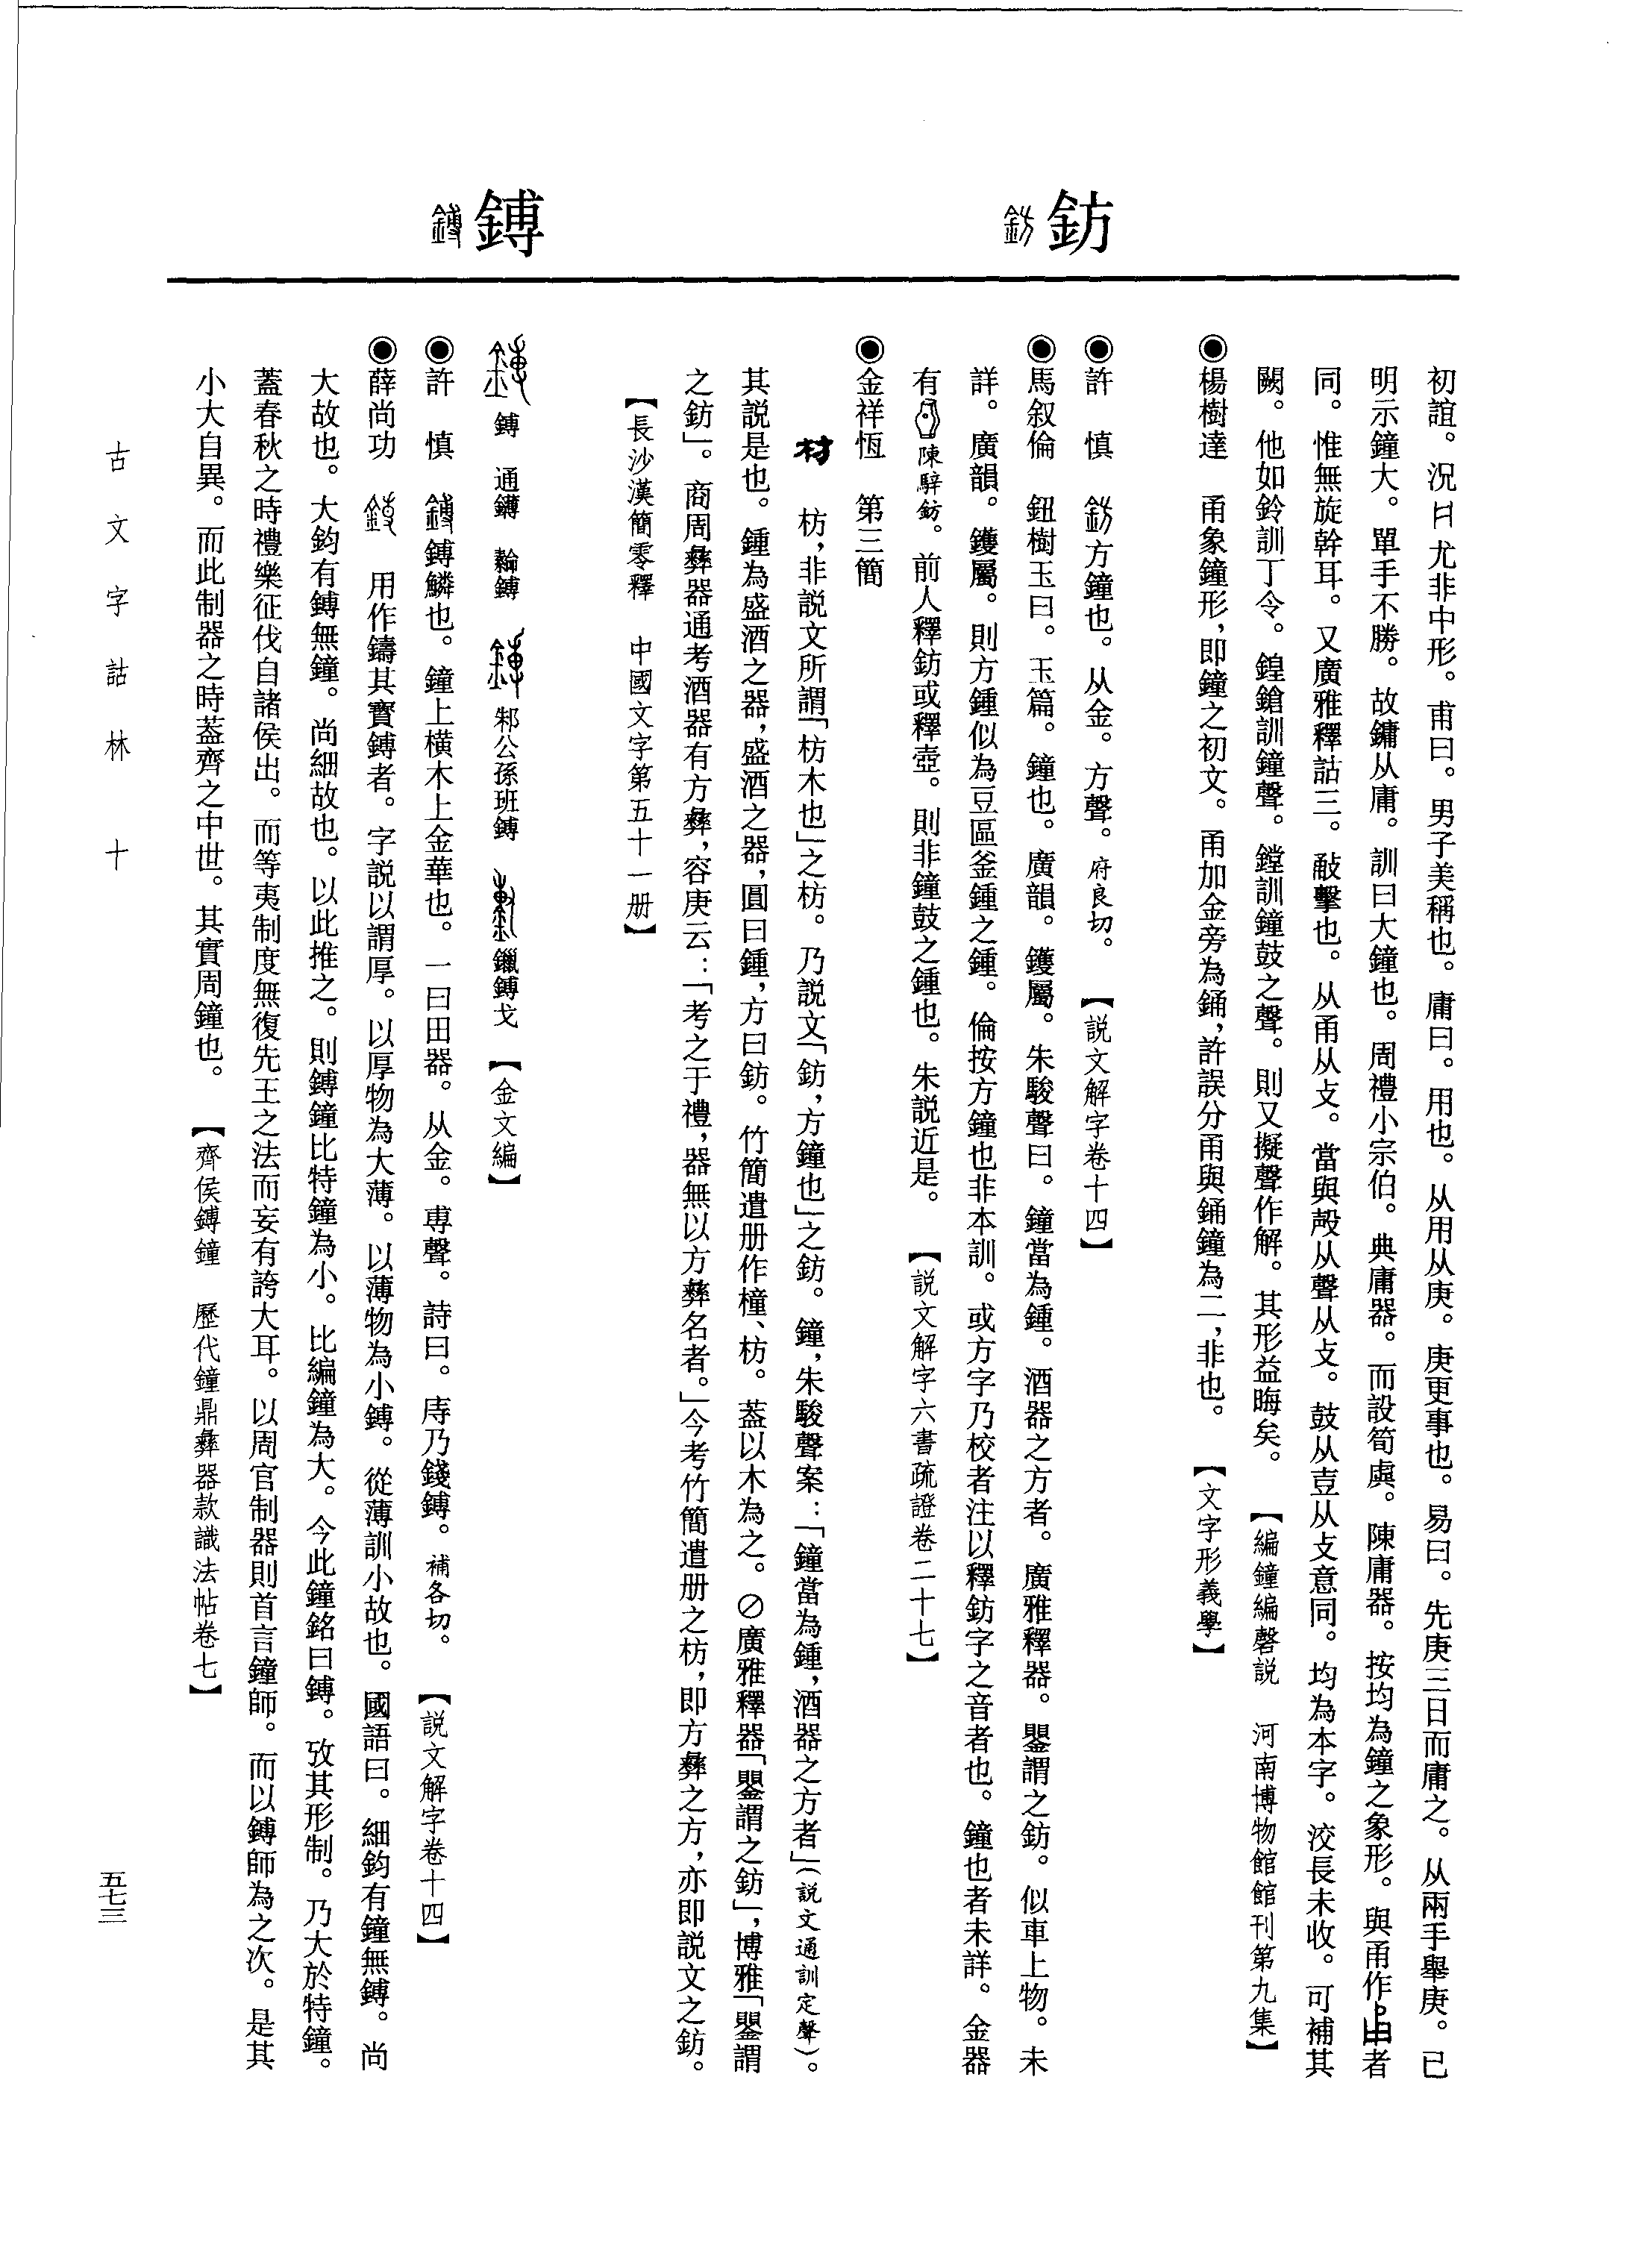 鈁
鎛
初誼。況尤非中形。甫曰。男子美稱也。庸曰。用也。从用从庚。庚更事也。易曰。先庚三日而庸之。从兩手舉庚。已
明示鐘大。單手不勝。故鏞从庸。訓曰大鐘也。周禮小宗伯。典庸器。而設筍虡。陳庸器。按均為鐘之象形。與甬作者
同。惟無旋幹耳。又廣雅釋詁三。敮擊也。从甬从攴。當與𣪊从聲从攴。鼓从壴从攴意同。均為本字。洨長未收。可補其
闕。他如鈴訓丁令。鍠鎗訓鐘聲。鏜訓鐘鼓之聲。則又擬聲作解。其形益晦矣。 【編鐘編磬説 河南博物館館刊第九集】
◉楊樹達 甬象鐘形，即鐘之初文。甬加金旁為銿，許誤分甬與銿鐘為二，非也。 【文字形義學】
◉許 慎 鈁方鐘也。从金。方聲。府良切。 【説文解字卷十四】
◉馬叙倫 鈕樹玉曰。玉篇。鐘也。廣韻。鑊屬。朱駿聲曰。鐘當為鍾。酒器之方者。廣雅釋器。𥂖謂之鈁。似車上物。未
詳。廣韻。鑊屬。則方鍾似為豆區釜鍾之鍾。倫按方鐘也非本訓。或方字乃校者注以釋鈁字之音者也。鐘也者未詳。金器
有陳騂鈁。前人釋鈁或釋壺。則非鐘鼓之鍾也。朱説近是。 【説文解字六書疏證卷二十七】
◉金祥恆 第三簡
枋，非説文所謂「枋木也」之枋。乃説文「鈁，方鐘也」之鈁。鐘，朱駿聲案：「鐘當為鍾，酒器之方者」（説文通訓定聲）。
其説是也。鍾為盛酒之器，盛酒之器，圓曰鍾，方曰鈁。竹簡遣册作橦、枋。蓋以木為之。⊘廣雅釋器「𥂖謂之鈁」，博雅「𥂖謂
之鈁」。商周彝器通考酒器有方彝，容庚云：「考之于禮，器無以方彝名者。」今考竹簡遣册之枋，即方彝之方，亦即説文之鈁。
【長沙漢簡零釋 中國文字第五十一册】
鎛 通鑮 𦅫鎛 邾公孫班鎛 鑞鎛戈 【金文編】
◉許 慎 鎛鎛鱗也。鐘上橫木上金華也。一曰田器。从金。尃聲。詩曰。庤乃錢鎛。補各切。 【説文解字卷十四】
◉薛尚功 用作鑄其寶鎛者。字説以謂厚。以厚物為大薄。以薄物為小鎛。從薄訓小故也。國語曰。細鈞有鐘無鎛。尚
大故也。大鈞有鎛無鐘。尚細故也。以此推之。則鎛鐘比特鐘為小。比編鐘為大。今此鐘銘曰鎛。攷其形制。乃大於特鐘。
蓋春秋之時禮樂征伐自諸侯出。而等夷制度無復先王之法而妄有誇大耳。以周官制器則首言鐘師。而以鎛師為之次。是其
小大自異。而此制器之時蓋齊之中世。其實周鐘也。 【齊侯鎛鐘 歷代鐘鼎彝器款識法帖卷七】
古文字詁林 十
五七三